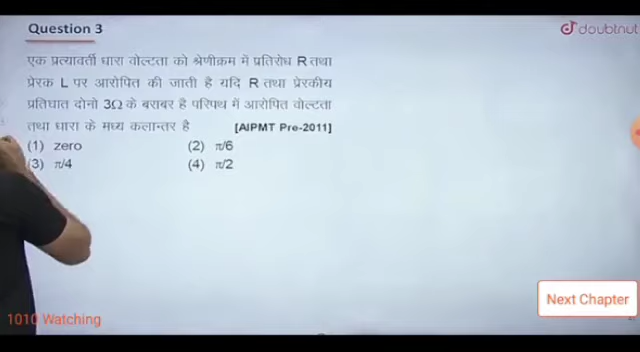 Question 3
doubtnut
एक प्रत्यावर्ती धारा वोल्टता को श्रेणीक्रम में प्रतिरोध R तथा
प्रेरक L पर आरोपित की जाती है यदि R तथा प्रेरकीय
प्रतिघात दोनो 3Ω के बराबर है परिपथ में आरोपित वोल्टता
तथा धारा के मध्य कलान्तर है [AIPMT Pre-2011]
(1) zero (2) π/6
(3) π/4 (4) π/2
Next Chapter
1010 Watching